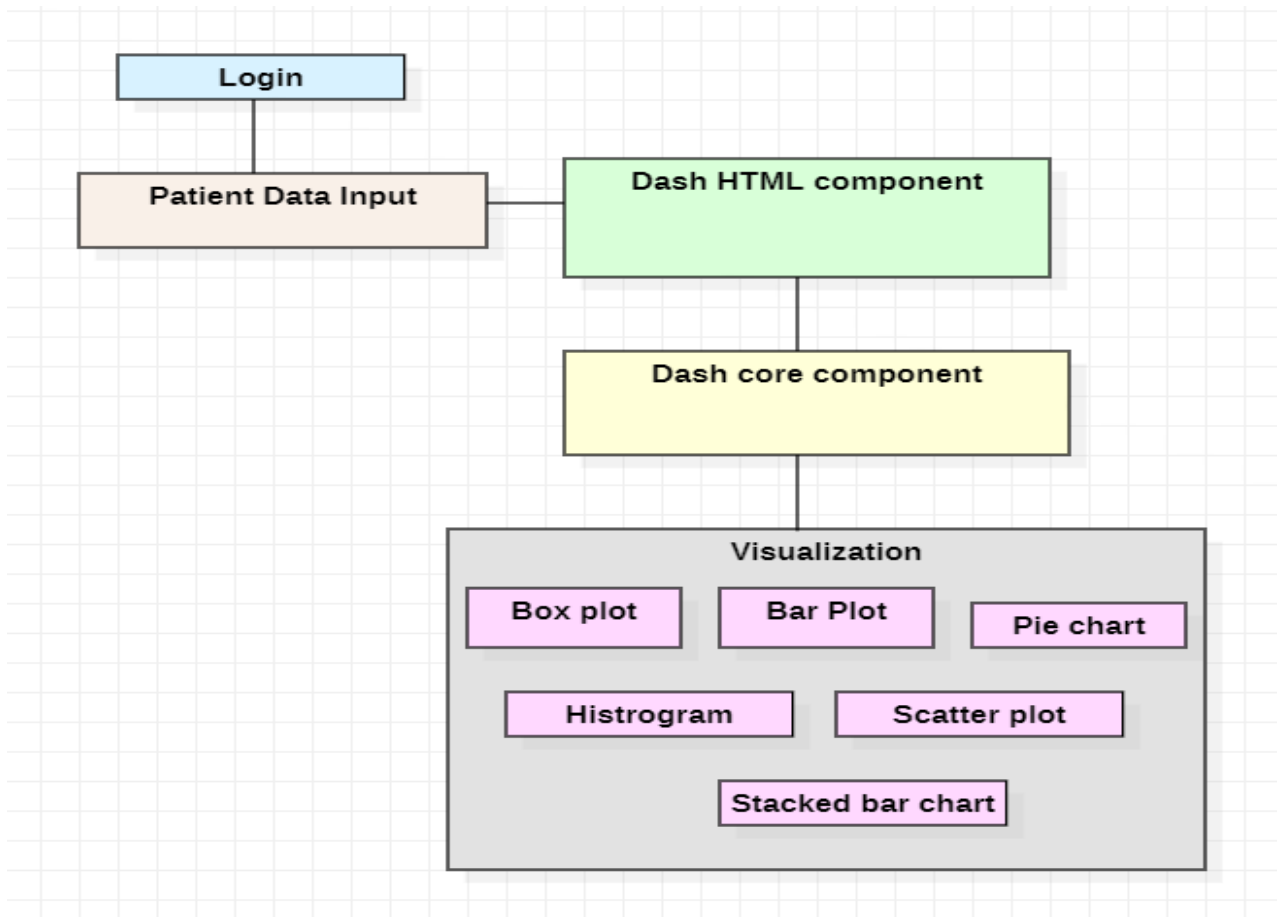 Login
Patient Data Input
Dash HTML component
Dash core component
Visualization
Box plot
Bar Plot
Pie chart
Histrogram
Scatter plot
Stacked bar chart